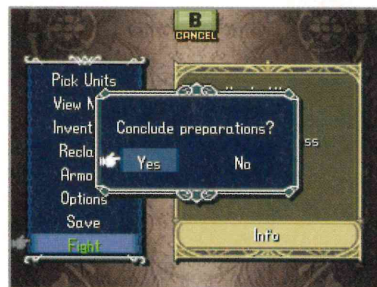 B
CANCEL
Pick Units
View M
Invent
Recla
Armo
Options
Save
Fight
Conclude preparations?
Yes No
ss
Info